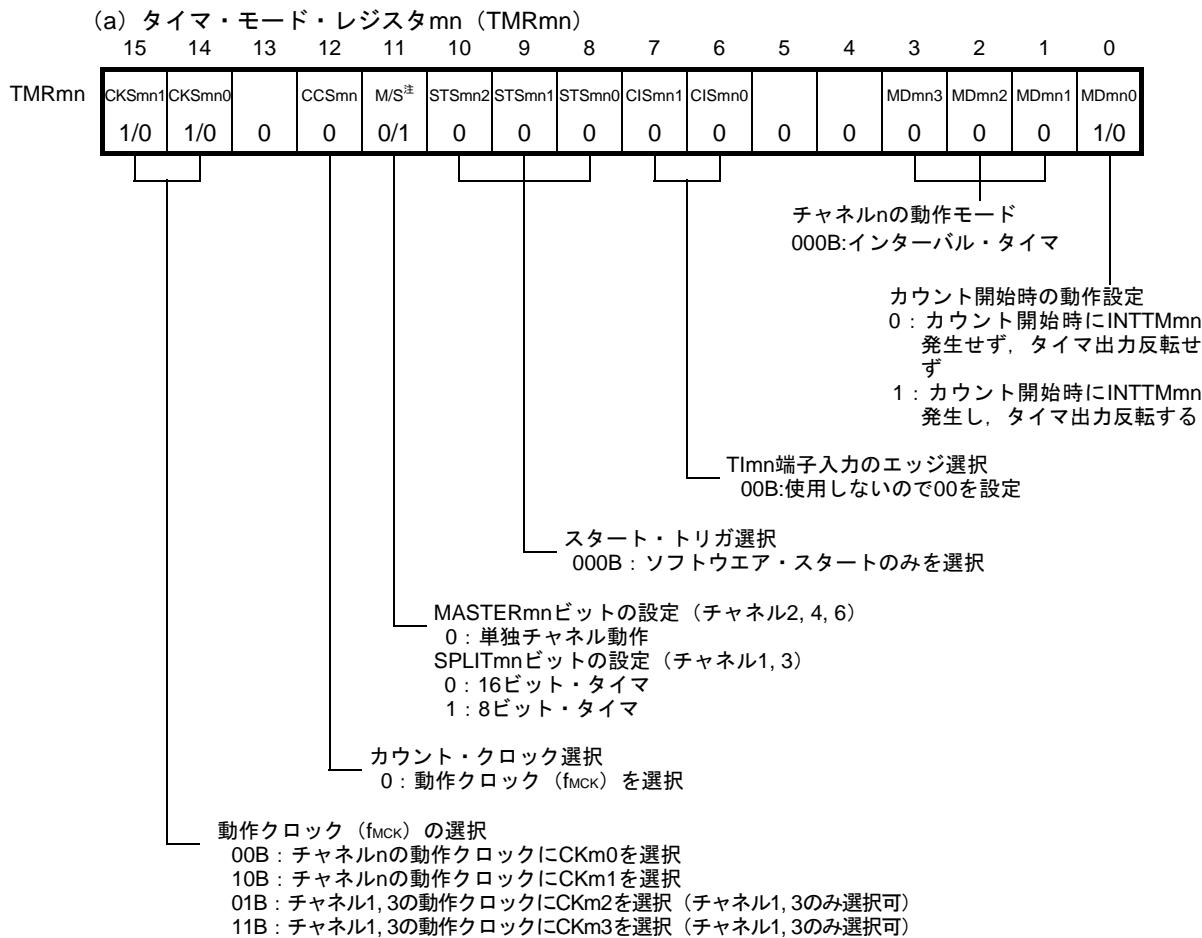 (a) タイマ・モード・レジスタmn（TMRmn）
15 14 13 12 11 10 9 8 7 6 5 4 3 2 1 0
TMRmn CKSmn1 CKSmn0 CCSmn M/S注 STSmn2 STSmn1 STSmn0 CISmn1 CISmn0 MDmn3 MDmn2 MDmn1 MDmn0
1/0 1/0 0 0 0/1 0 0 0 0 0 0 0 0 0 0 1/0
チャネルnの動作モード
000B:インターバル・タイマ
カウント開始時の動作設定
0：カウント開始時にINTTMmn
発生せず，タイマ出力反転せ
ず
1：カウント開始時にINTTMmn
発生し，タイマ出力反転する
TImn端子入力のエッジ選択
00B:使用しないので00を設定
スタート・トリガ選択
000B：ソフトウエア・スタートのみを選択
MASTERmnビットの設定（チャネル2, 4, 6）
0：単独チャネル動作
SPLITmnビットの設定（チャネル1, 3）
0：16ビット・タイマ
1：8ビット・タイマ
カウント・クロック選択
0：動作クロック（fMCK）を選択
動作クロック（fMCK）の選択
00B：チャネルnの動作クロックにCKm0を選択
10B：チャネルnの動作クロックにCKm1を選択
01B：チャネル1, 3の動作クロックにCKm2を選択（チャネル1, 3のみ選択可）
11B：チャネル1, 3の動作クロックにCKm3を選択（チャネル1, 3のみ選択可）